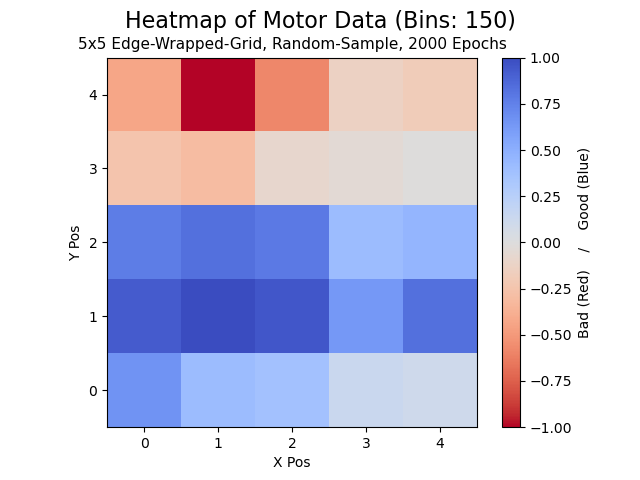 Heatmap of Motor Data (Bins: 150)
5x5 Edge-Wrapped-Grid, Random-Sample, 2000 Epochs
4
3
2
1
0
Y Pos
0 1 2 3 4
X Pos
1.00
0.75
0.50
0.25
0.00
−0.25
−0.50
−0.75
−1.00
Bad (Red) / Good (Blue)